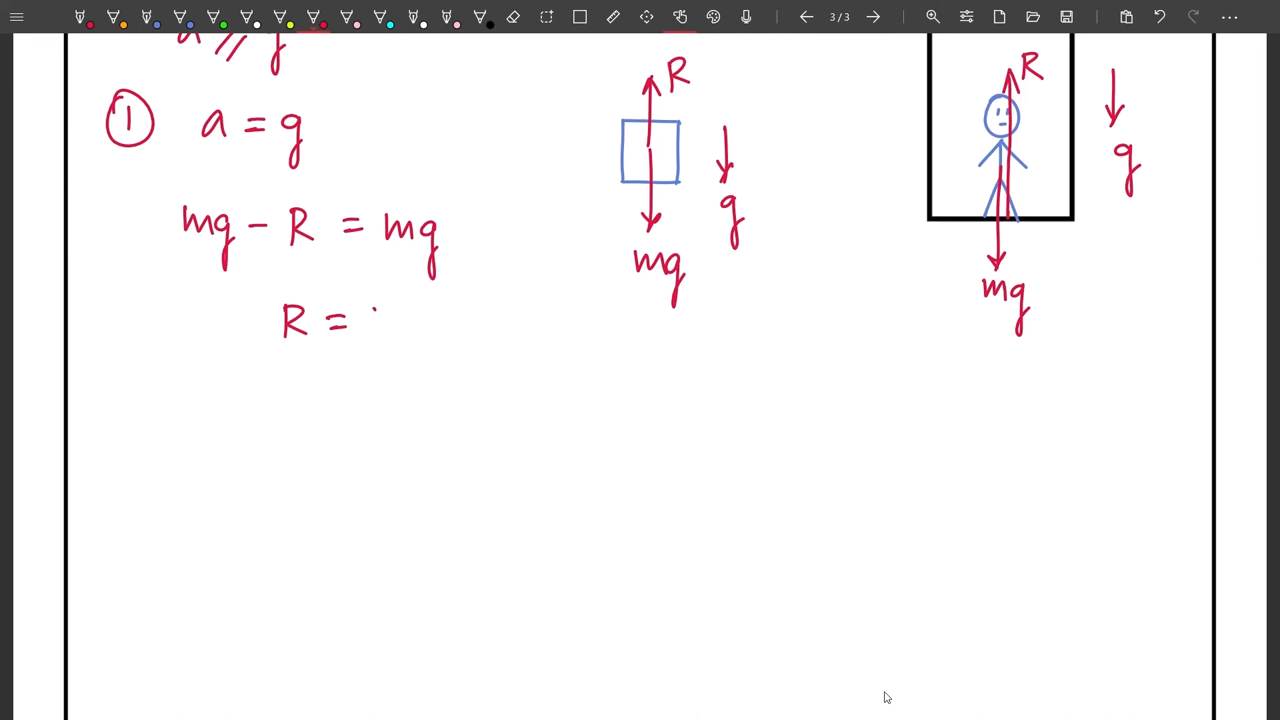 3/3
a ≥ g
① a = g
mg - R = mg
R =
R
g
mg
R
g
mg